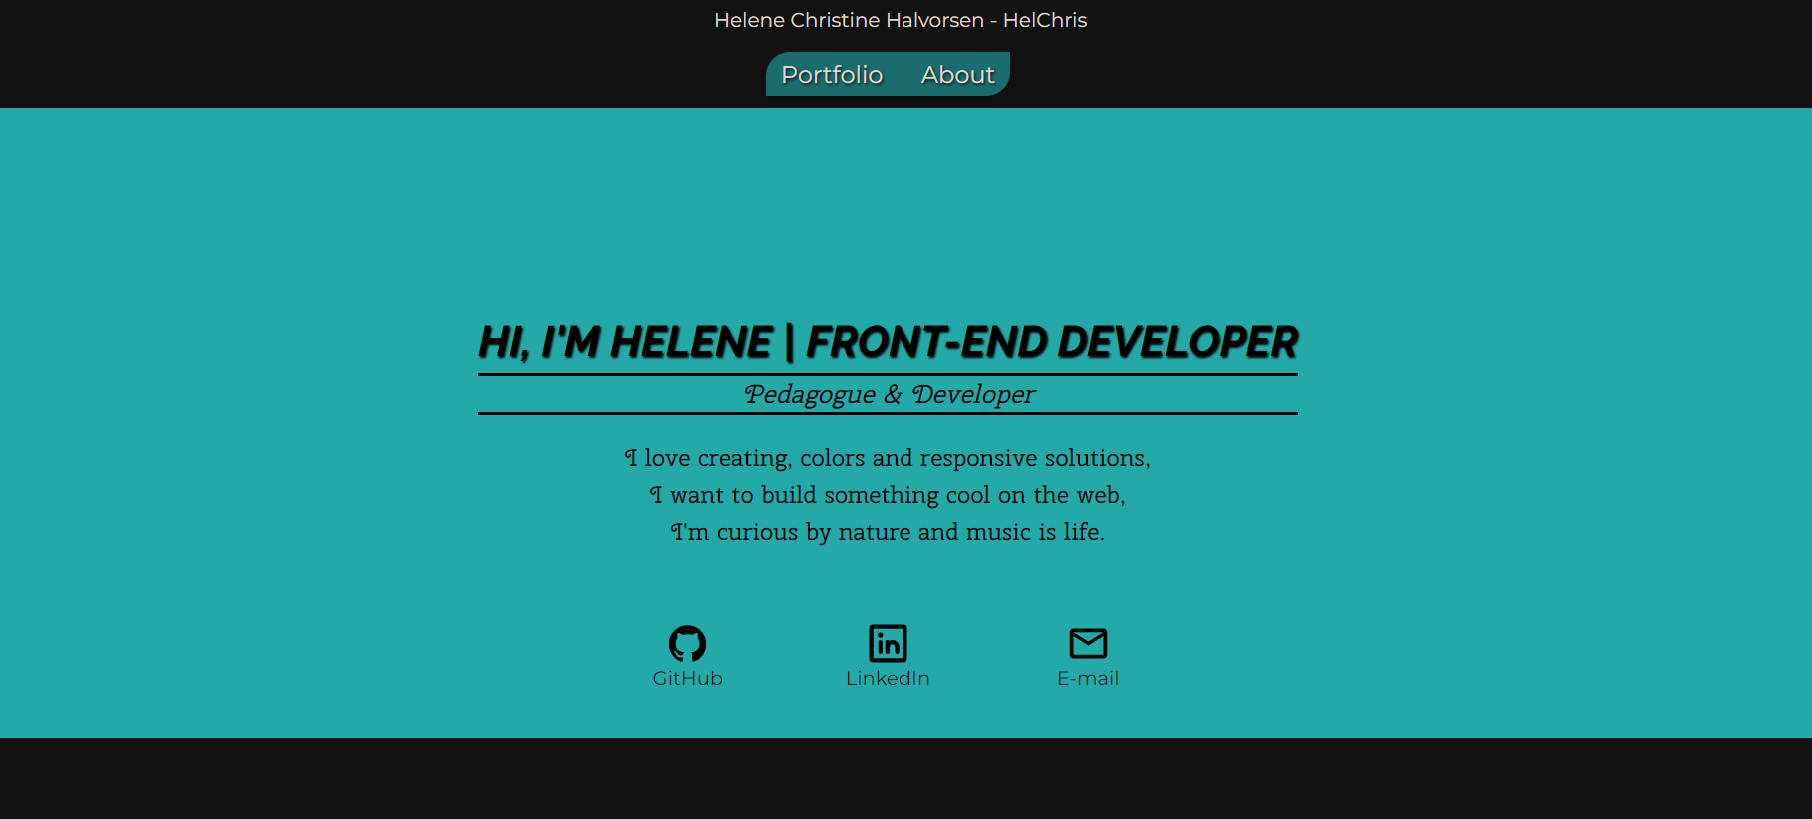 Helene Christine Halvorsen - HelChris
Portfolio About
HI, I'M HELENE | FRONT-END DEVELOPER
Pedagogue & Developer
I love creating, colors and responsive solutions,
I want to build something cool on the web,
I'm curious by nature and music is life.
GitHub LinkedIn E-mail